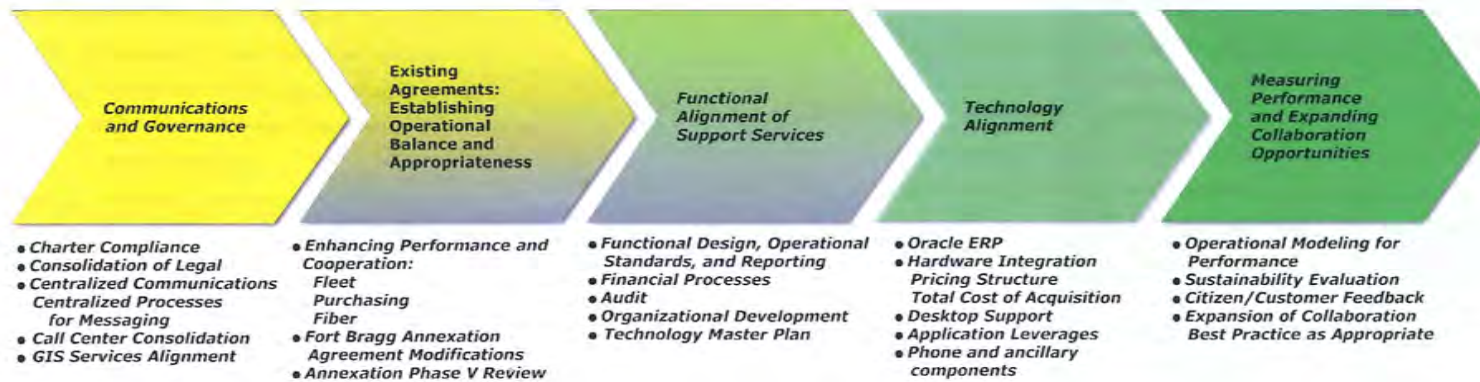 Communications
and Governance
Existing
Agreements:
Establishing
Operational
Balance and
Appropriateness
Functional
Alignment of
Support Services
Technology
Alignment
Measuring
Performance
and Expanding
Collaboration
Opportunities
● Charter Compliance
● Consolidation of Legal
● Centralized Communications
Centralized Processes
for Messaging
● Call Center Consolidation
● GIS Services Alignment
● Enhancing Performance and
Cooperation:
Fleet
Purchasing
Fiber
● Fort Bragg Annexation
Agreement Modifications
● Annexation Phase V Review
● Functional Design, Operational
Standards, and Reporting
● Financial Processes
● Audit
● Organizational Development
● Technology Master Plan
● Oracle ERP
● Hardware Integration
Pricing Structure
Total Cost of Acquisition
● Desktop Support
● Application Leverages
● Phone and ancillary
components
● Operational Modeling for
Performance
● Sustainability Evaluation
● Citizen/Customer Feedback
● Expansion of Collaboration
Best Practice as Appropriate